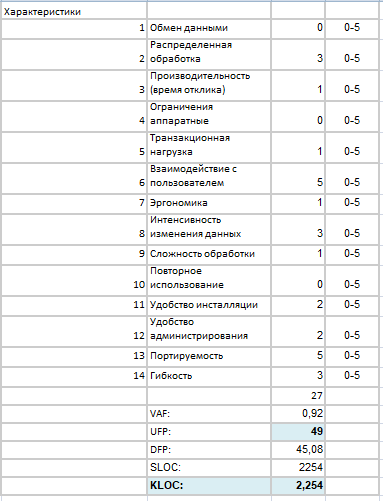 Характеристики
1 Обмен данными 0 0-5
Распределенная
2 обработка 3 0-5
Производительность
3 (время отклика) 1 0-5
Ограничения
4 аппаратные 0 0-5
Транзакционная
5 нагрузка 1 0-5
Взаимодействие с
6 пользователем 5 0-5
7 Эргономика 1 0-5
Интенсивность
8 изменения данных 3 0-5
9 Сложность обработки 1 0-5
Повторное
10 использование 0 0-5
11 Удобство инсталляции 2 0-5
Удобство
12 администрирования 2 0-5
13 Портируемость 5 0-5
14 Гибкость 3 0-5
27
VAF: 0,92
UFP: 49
DFP: 45,08
SLOC: 2254
KLOC: 2,254